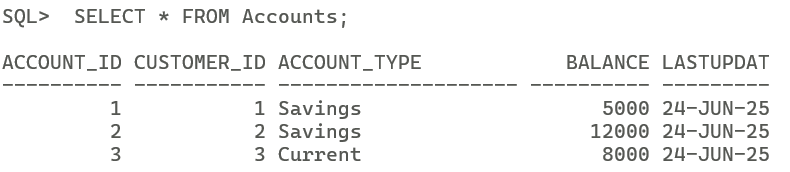 SQL>  SELECT * FROM Accounts;
ACCOUNT_ID CUSTOMER_ID ACCOUNT_TYPE            BALANCE LASTUPDAT
---------- ----------- -------------------- ---------- ---------
         1           1 Savings                    5000 24-JUN-25
         2           2 Savings                   12000 24-JUN-25
         3           3 Current                    8000 24-JUN-25